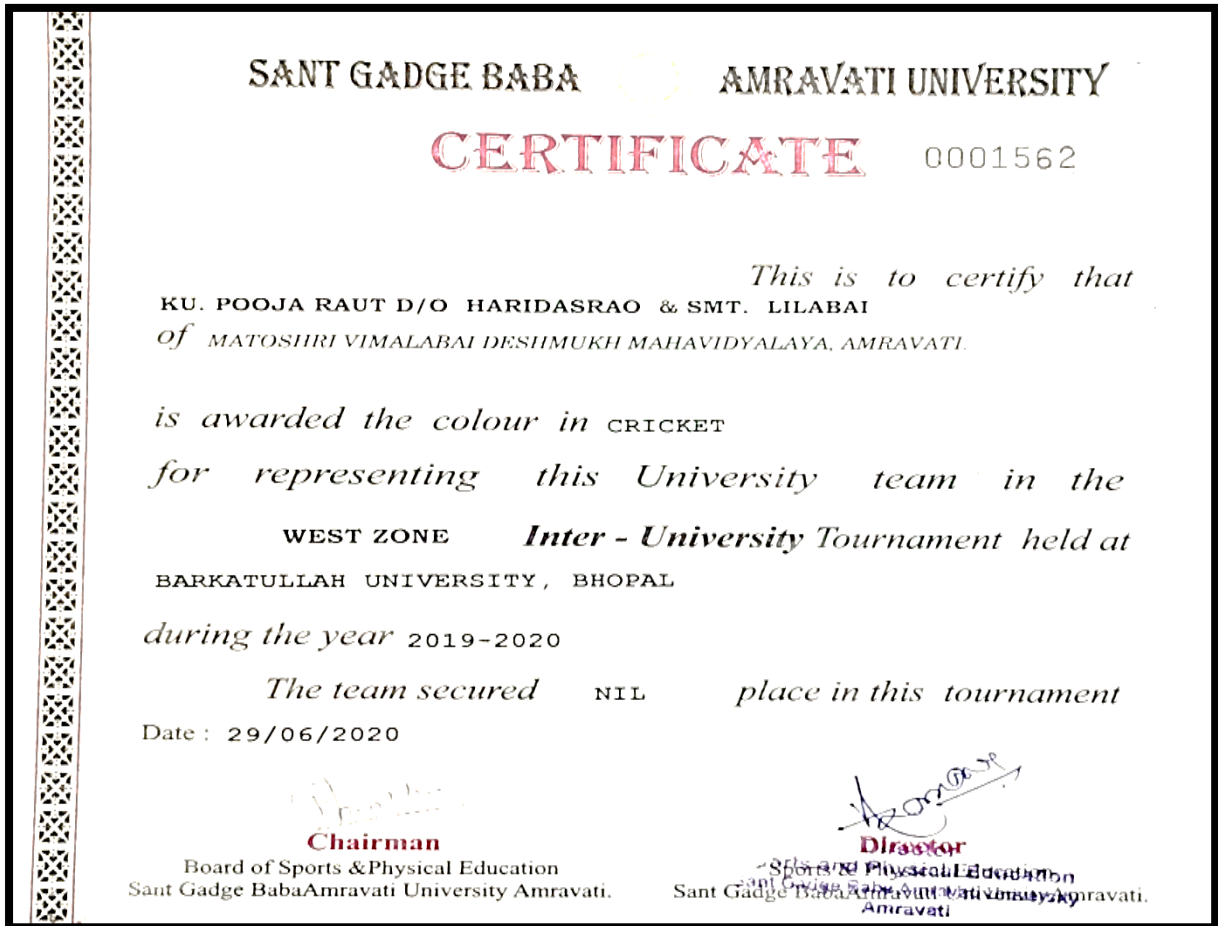 SANT GADGE BABA AMRAVATI UNIVERSITY
CERTIFICATE 0001562
This is to certify that
KU. POOJA RAUT D/O HARIDASRAO & SMT. LILABAI
of MATOSHRI VIMALABAI DESHMUKH MAHAVIDYALAYA, AMRAVATI.
is awarded the colour in CRICKET
for representing this University team in the
WEST ZONE Inter - University Tournament held at
BARKATULLAH UNIVERSITY, BHOPAL
during the year 2019-2020
The team secured NIL place in this tournament
Date : 29/06/2020
Chairman
Board of Sports &Physical Education
Sant Gadge BabaAmravati University Amravati.
Director
Sports & Physical Education
Sant Gadge BabaAmravati University Amravati.
Amravati